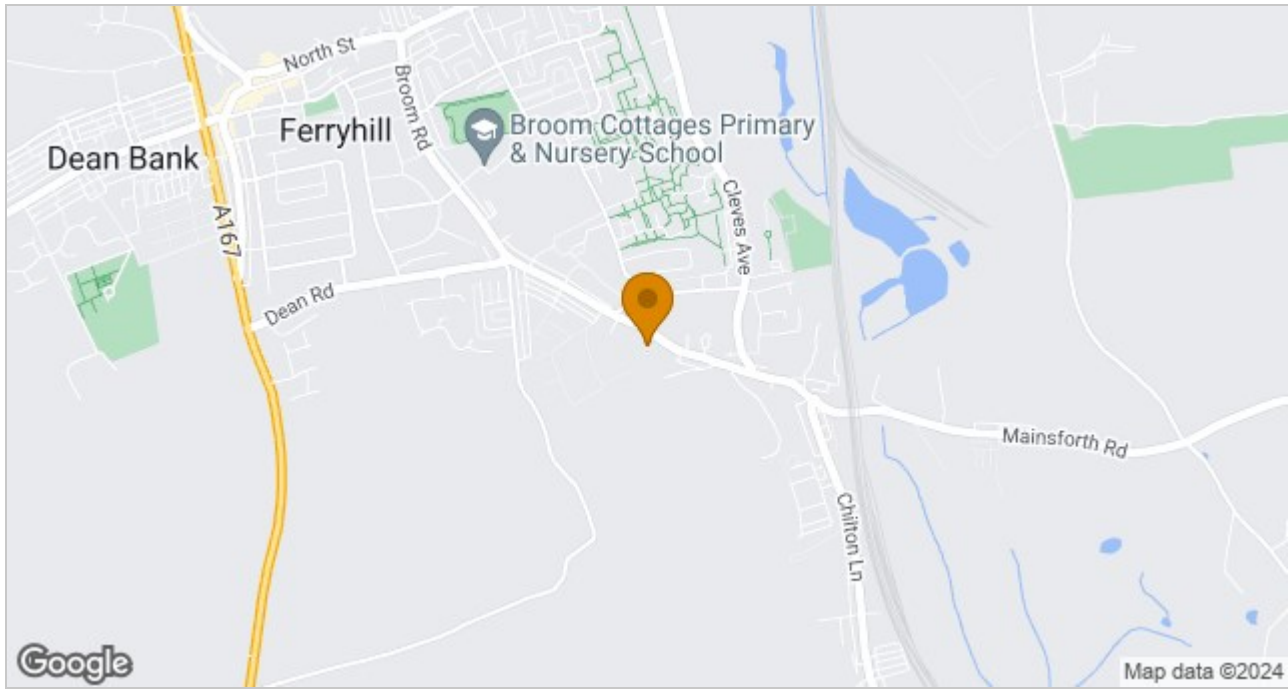 North St
Broom Rd
Ferryhill
Broom Cottages Primary
& Nursery School
Dean Bank
A167
Cleves Ave
Dean Rd
Mainsforth Rd
Chilton Ln
Google
Map data ©2024